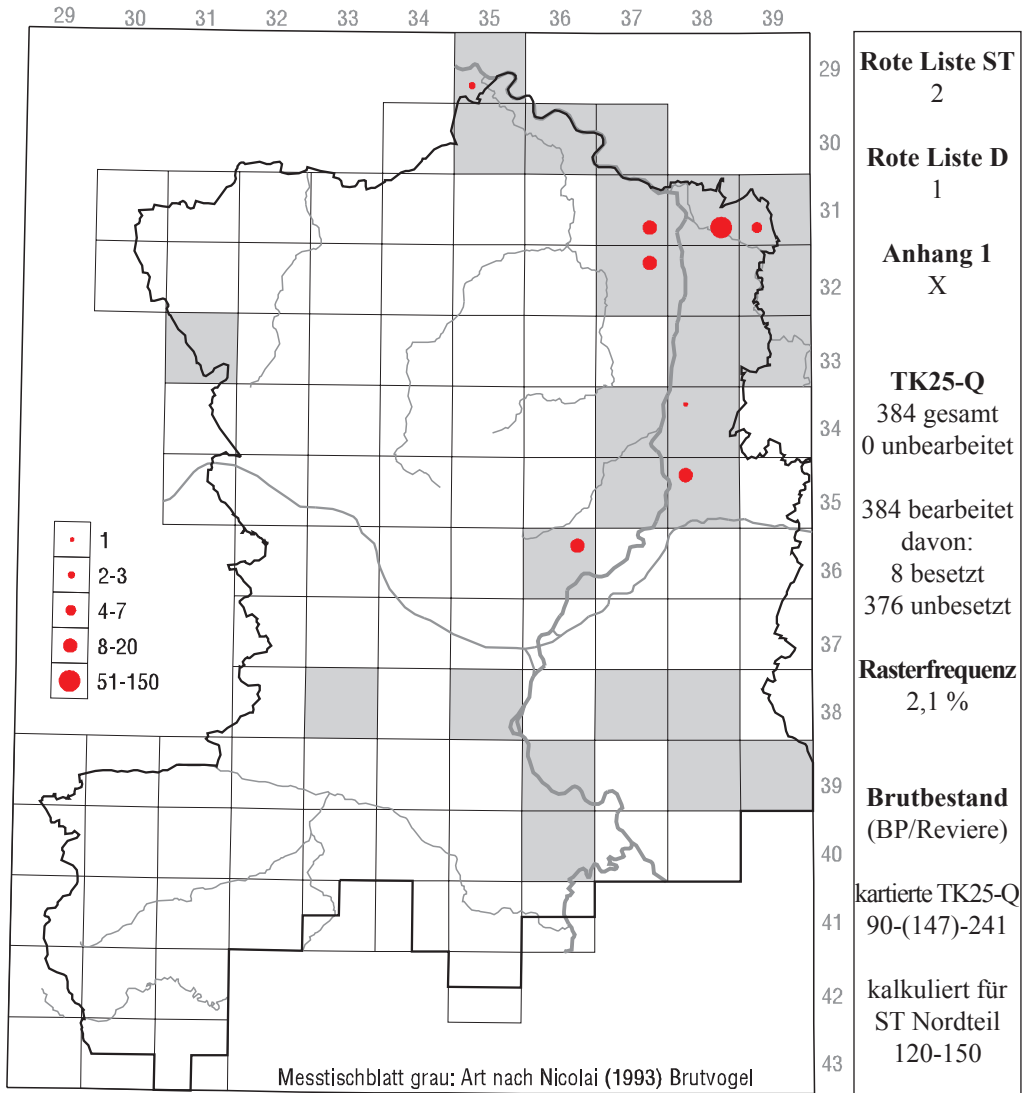 29 30 31 32 33 34 35 36 37 38 39
29
30
31
32
33
34
35
36
37
38
39
40
41
42
43
1
2-3
4-7
8-20
51-150
Messtischblatt grau: Art nach Nicolai (1993) Brutvogel
Rote Liste ST
2
Rote Liste D
1
Anhang 1
X
TK25-Q
384 gesamt
0 unbearbeitet
384 bearbeitet
davon:
8 besetzt
376 unbesetzt
Rasterfrequenz
2,1 %
Brutbestand
(BP/Reviere)
kartierte TK25-Q
90-(147)-241
kalkuliert für
ST Nordteil
120-150